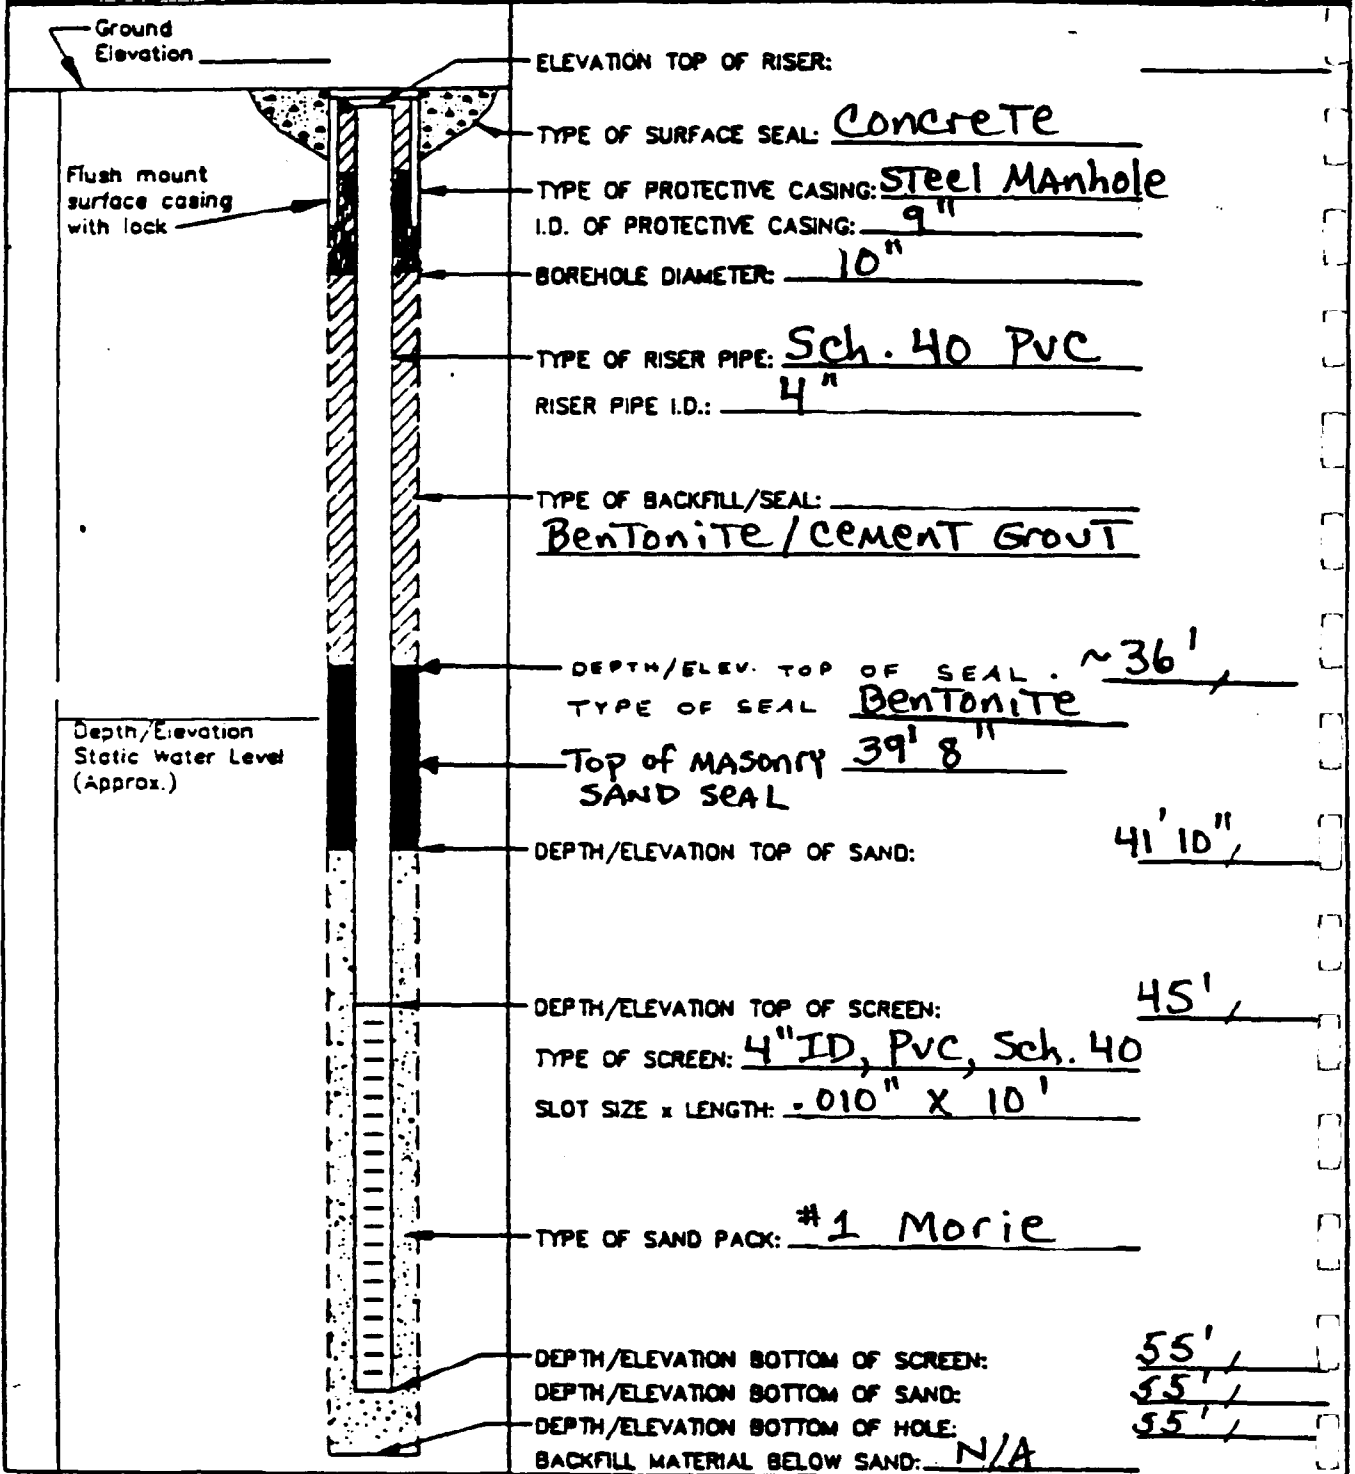 Ground
Elevation
ELEVATION TOP OF RISER:
TYPE OF SURFACE SEAL: ConcreTe
Flush mount
surface casing
with lock
TYPE OF PROTECTIVE CASING: STeel MAnhole
I.D. OF PROTECTIVE CASING: 9"
BOREHOLE DIAMETER: 10"
TYPE OF RISER PIPE: Sch. 40 PVC
RISER PIPE I.D.: 4"
TYPE OF BACKFILL/SEAL:
BenToniTe / CEMENT GrouT
DEPTH/ELEV. TOP OF SEAL. ~36' /
TYPE OF SEAL BenToniTe
Depth/Elevation
Static Water Level
(Approx.)
Top of MASonry 39' 8"
SAND SEAL
DEPTH/ELEVATION TOP OF SAND: 41' 10" /
DEPTH/ELEVATION TOP OF SCREEN: 45' /
TYPE OF SCREEN: 4" ID, PVC, Sch. 40
SLOT SIZE x LENGTH: .010" X 10'
TYPE OF SAND PACK: #1 Morie
DEPTH/ELEVATION BOTTOM OF SCREEN: 55' /
DEPTH/ELEVATION BOTTOM OF SAND: 55' /
DEPTH/ELEVATION BOTTOM OF HOLE: 55' /
BACKFILL MATERIAL BELOW SAND: N/A